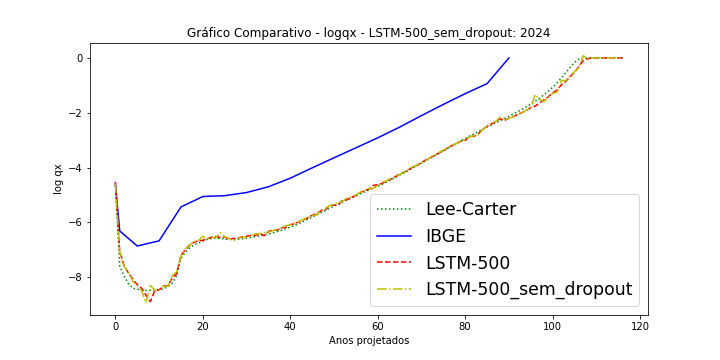 Gráfico Comparativo - logqx - LSTM-500_sem_dropout: 2024
log qx
0
−2
−4
−6
−8
0 20 40 60 80 100 120
Anos projetados
Lee-Carter
IBGE
LSTM-500
LSTM-500_sem_dropout